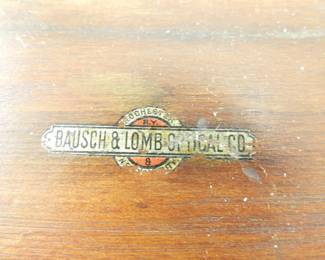 ROCHESTER
N.Y.
BAUSCH & LOMB OPTICAL CO.
&